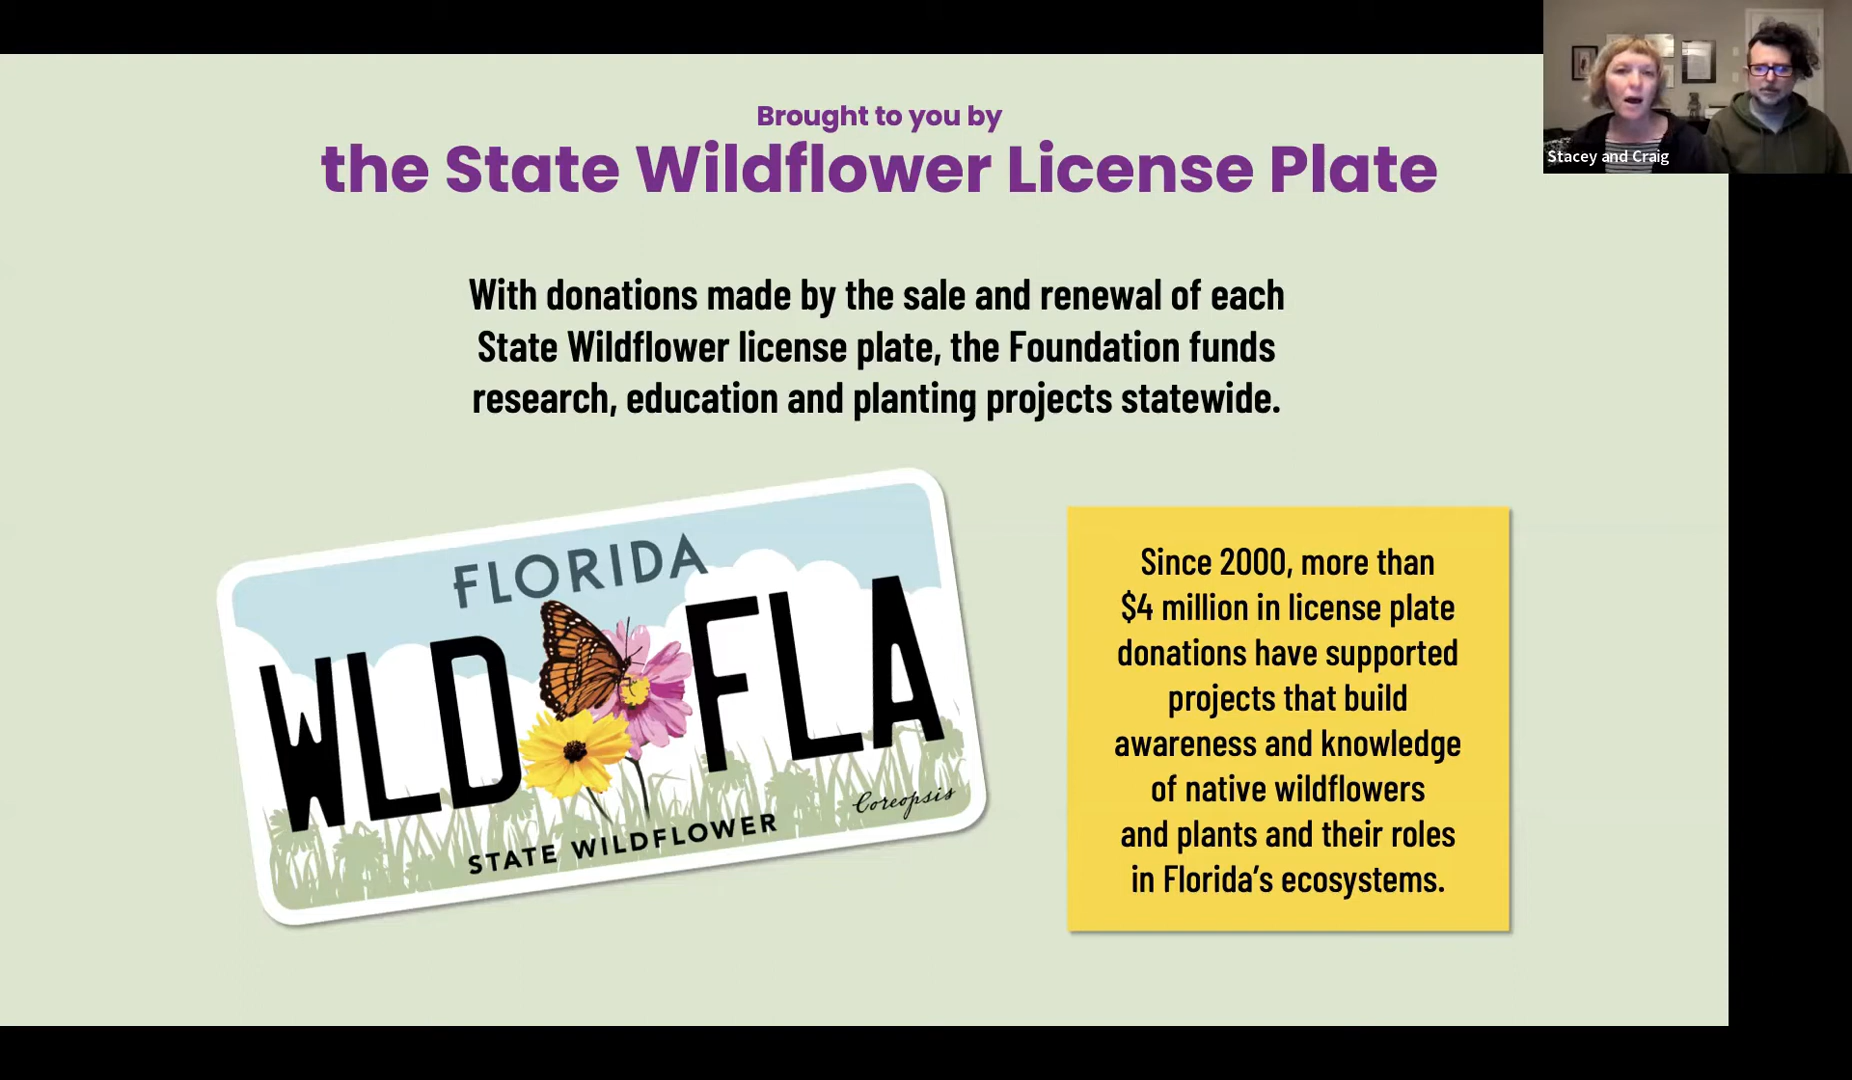 Brought to you by
the State Wildflower License Plate
Stacey and Craig
With donations made by the sale and renewal of each
State Wildflower license plate, the Foundation funds
research, education and planting projects statewide.
FLORIDA
WLD FLA
Coreopsis
STATE WILDFLOWER
Since 2000, more than
$4 million in license plate
donations have supported
projects that build
awareness and knowledge
of native wildflowers
and plants and their roles
in Florida’s ecosystems.